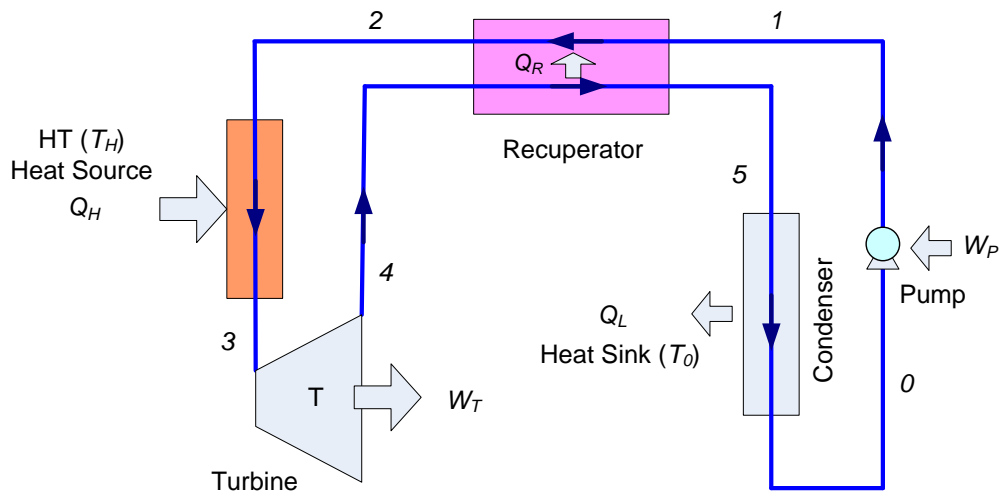 2
1
Q_R
HT (T_H)
Heat Source
Q_H
Recuperator
5
4
W_P
Pump
Condenser
Q_L
Heat Sink (T_0)
3
0
T
W_T
Turbine